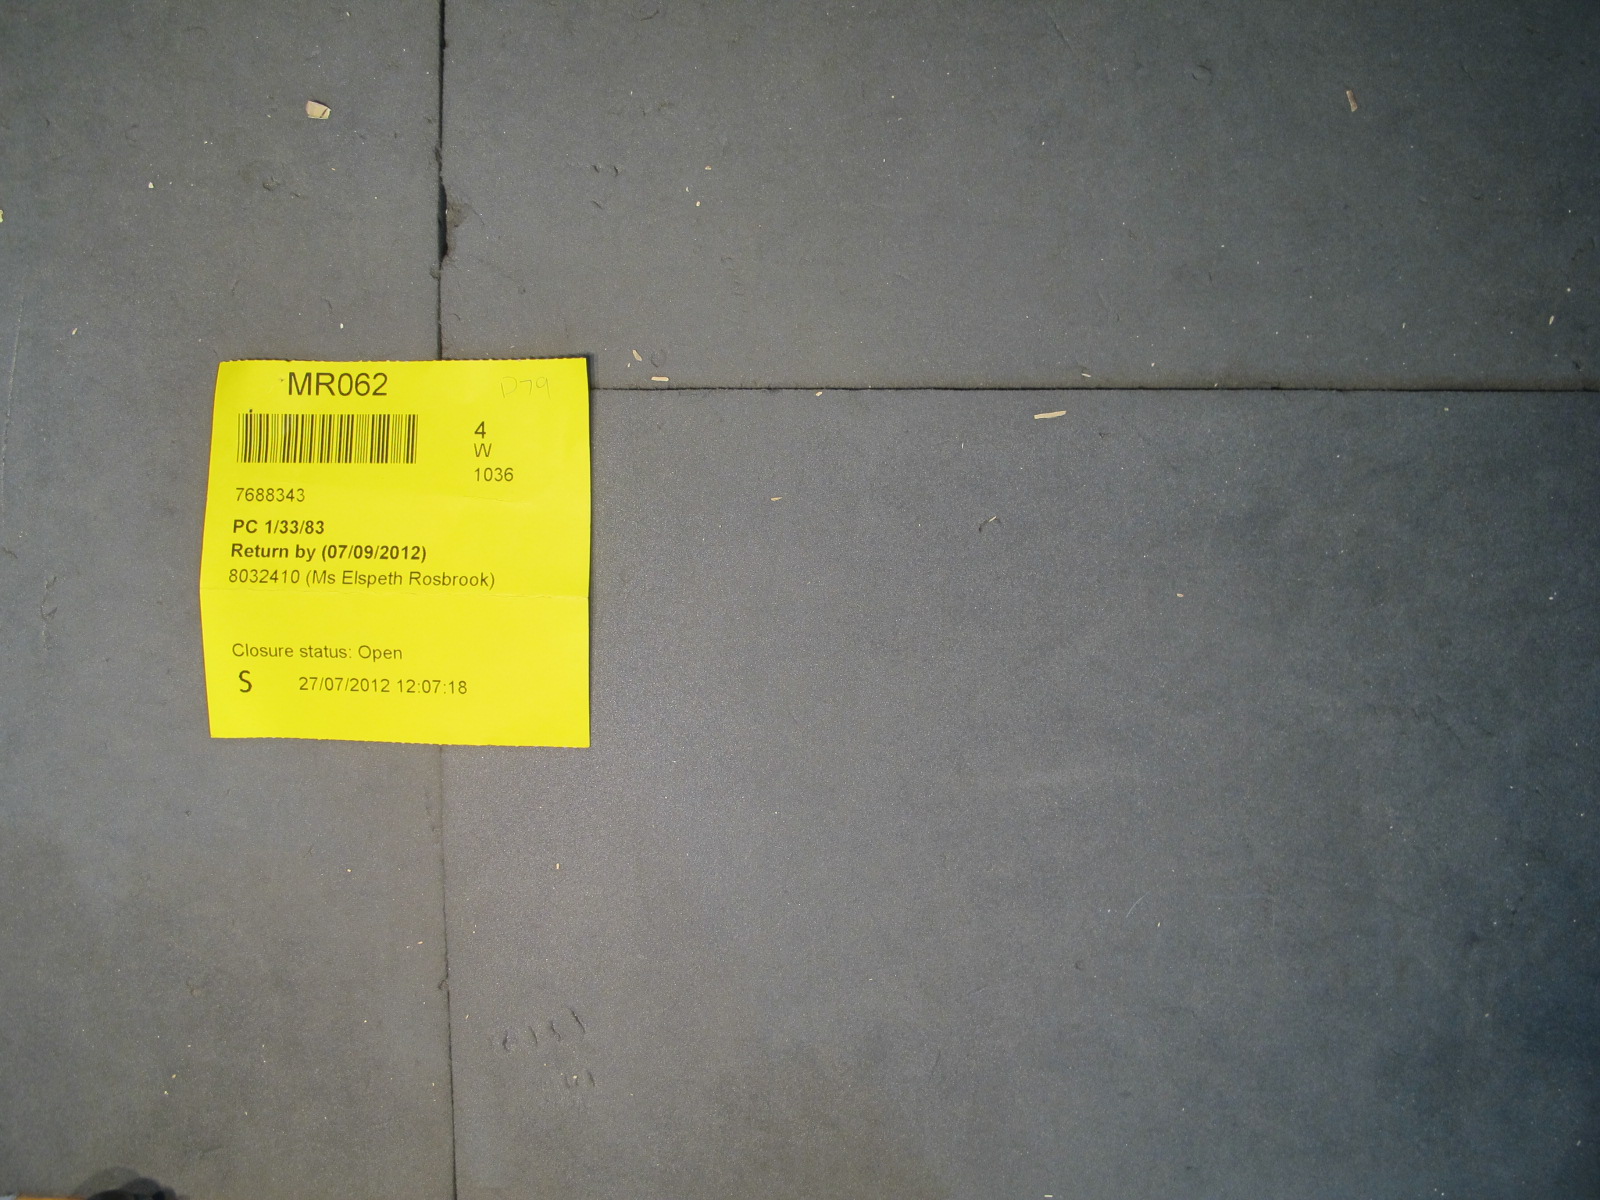 MR062
D79
4
W
1036
7688343
PC 1/33/83
Return by (07/09/2012)
8032410 (Ms Elspeth Rosbrook)
Closure status: Open
S 27/07/2012 12:07:18